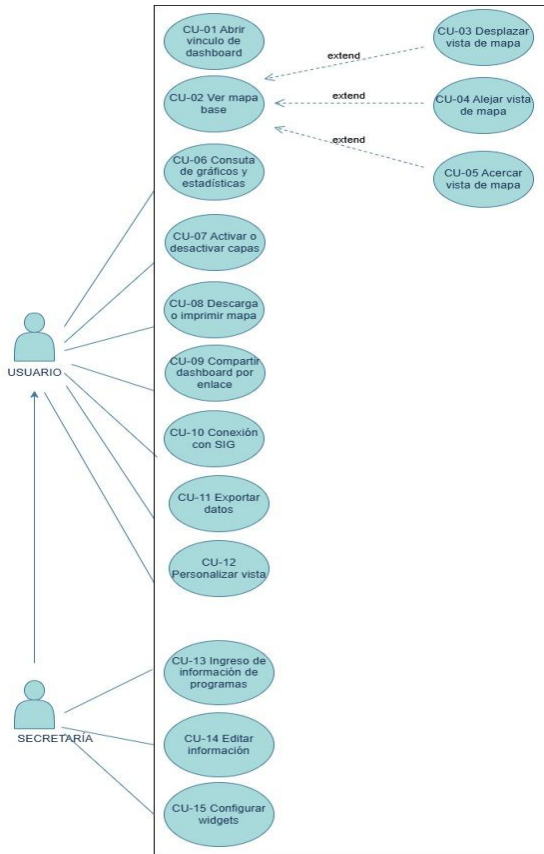 CU-01 Abrir
vinculo de
dashboard
CU-03 Desplazar
vista de mapa
extend
CU-02 Ver mapa
base
extend
CU-04 Alejar vista
de mapa
extend
CU-05 Acercar
vista de mapa
CU-06 Consuta
de gráficos y
estadísticas
CU-07 Activar o
desactivar capas
CU-08 Descarga
o imprimir mapa
USUARIO
CU-09 Compartir
dashboard por
enlace
CU-10 Conexión
con SIG
CU-11 Exportar
datos
CU-12
Personalizar vista
CU-13 Ingreso de
información de
programas
SECRETARÍA
CU-14 Editar
información
CU-15 Configurar
widgets